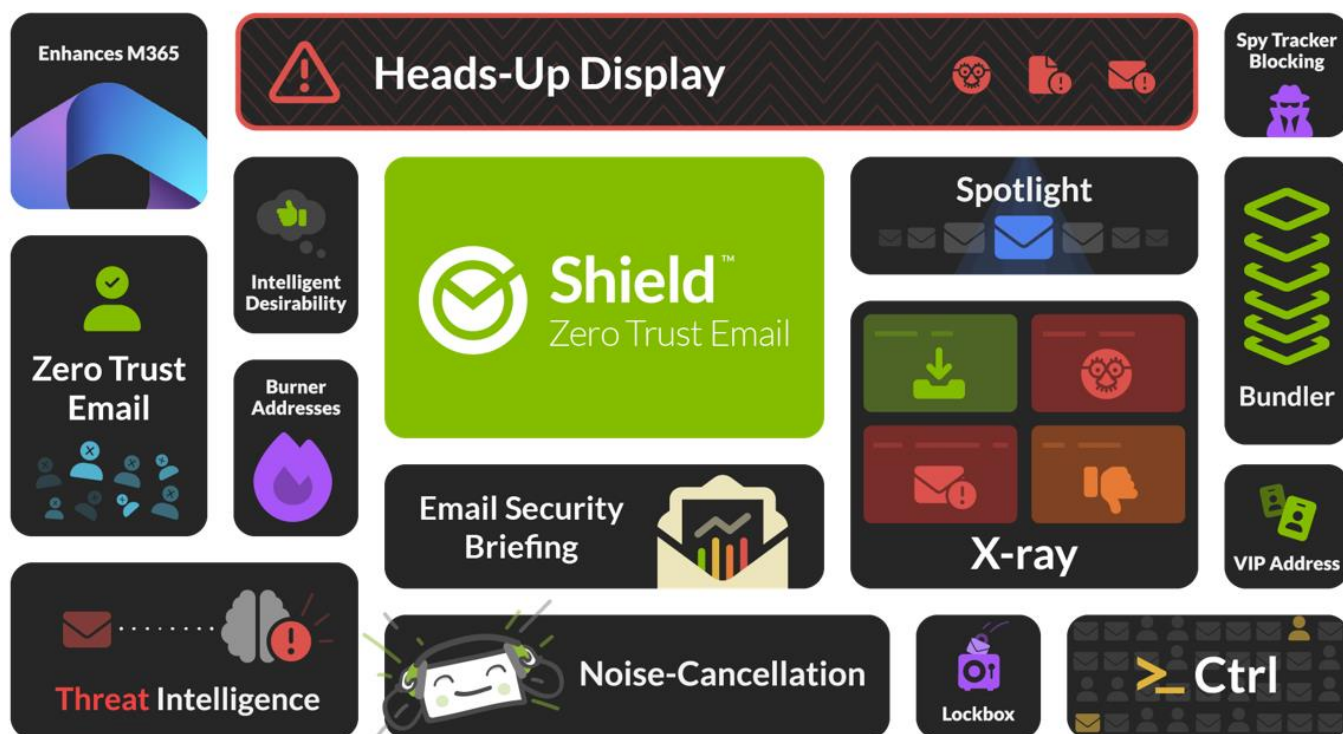 Enhances M365
Heads-Up Display
Spy Tracker
Blocking
Intelligent
Desirability
Shield™
Zero Trust Email
Spotlight
Bundler
Zero Trust
Email
Burner
Addresses
Email Security
Briefing
X-ray
VIP Address
Threat Intelligence
Noise-Cancellation
Lockbox
>_ Ctrl